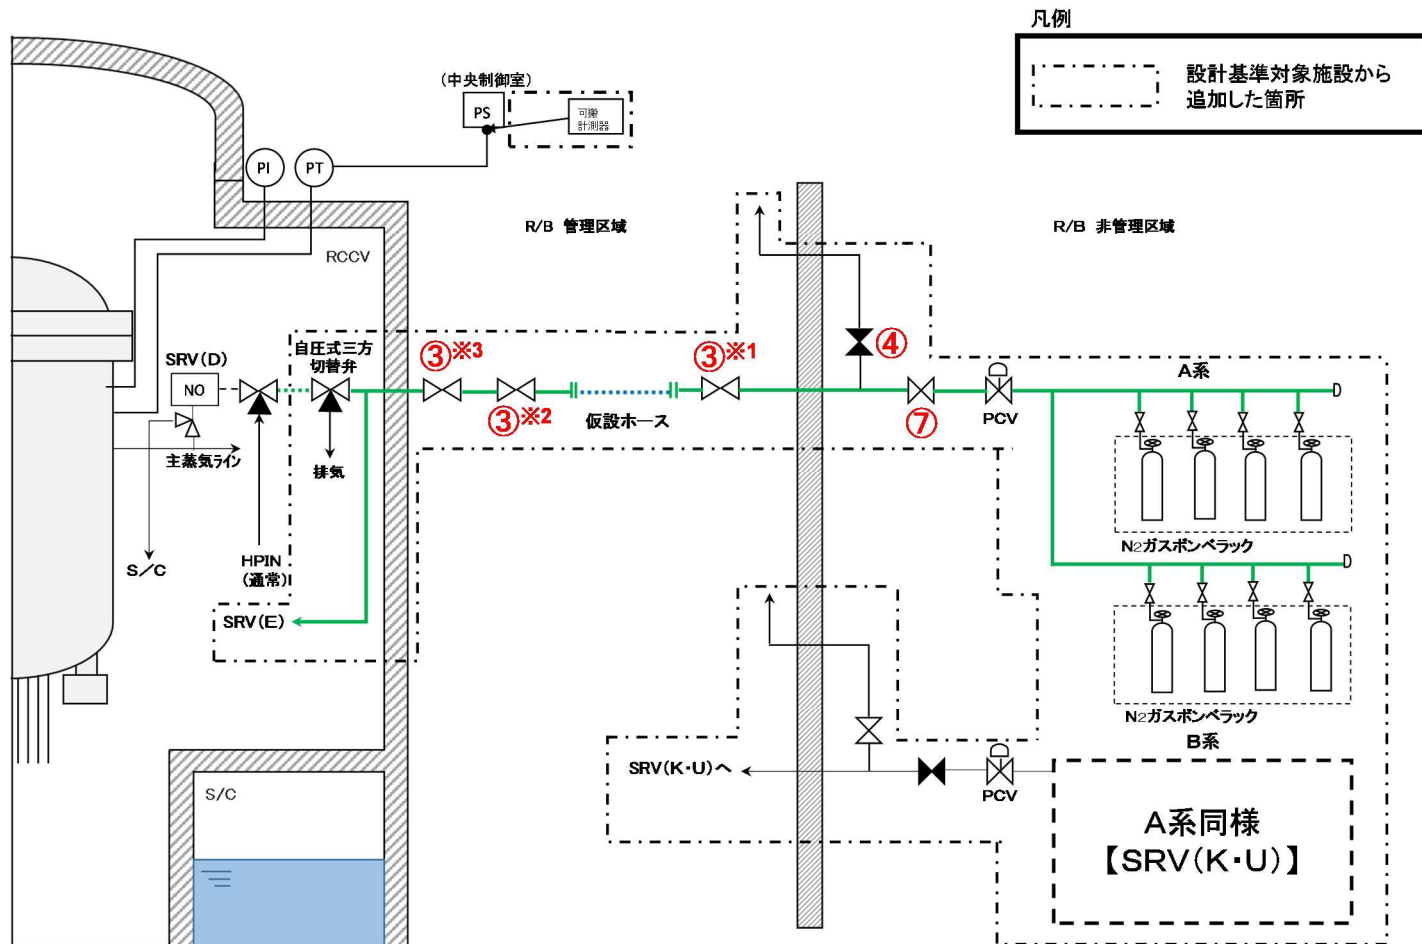 凡例
設計基準対象施設から
追加した箇所
(中央制御室)
PS
可搬
計測器
PI
PT
R/B 管理区域
R/B 非管理区域
RCCV
自圧式三方
切替弁
SRV(D)
NO
③※3
③※2
③※1
④
⑦
仮設ホース
PCV
A系
主蒸気ライン
排気
S/C
HPIN
(通常)
SRV(E)
N2ガスボンベラック
N2ガスボンベラック
B系
SRV(K・U)へ
PCV
S/C
A系同様
【SRV(K・U)】